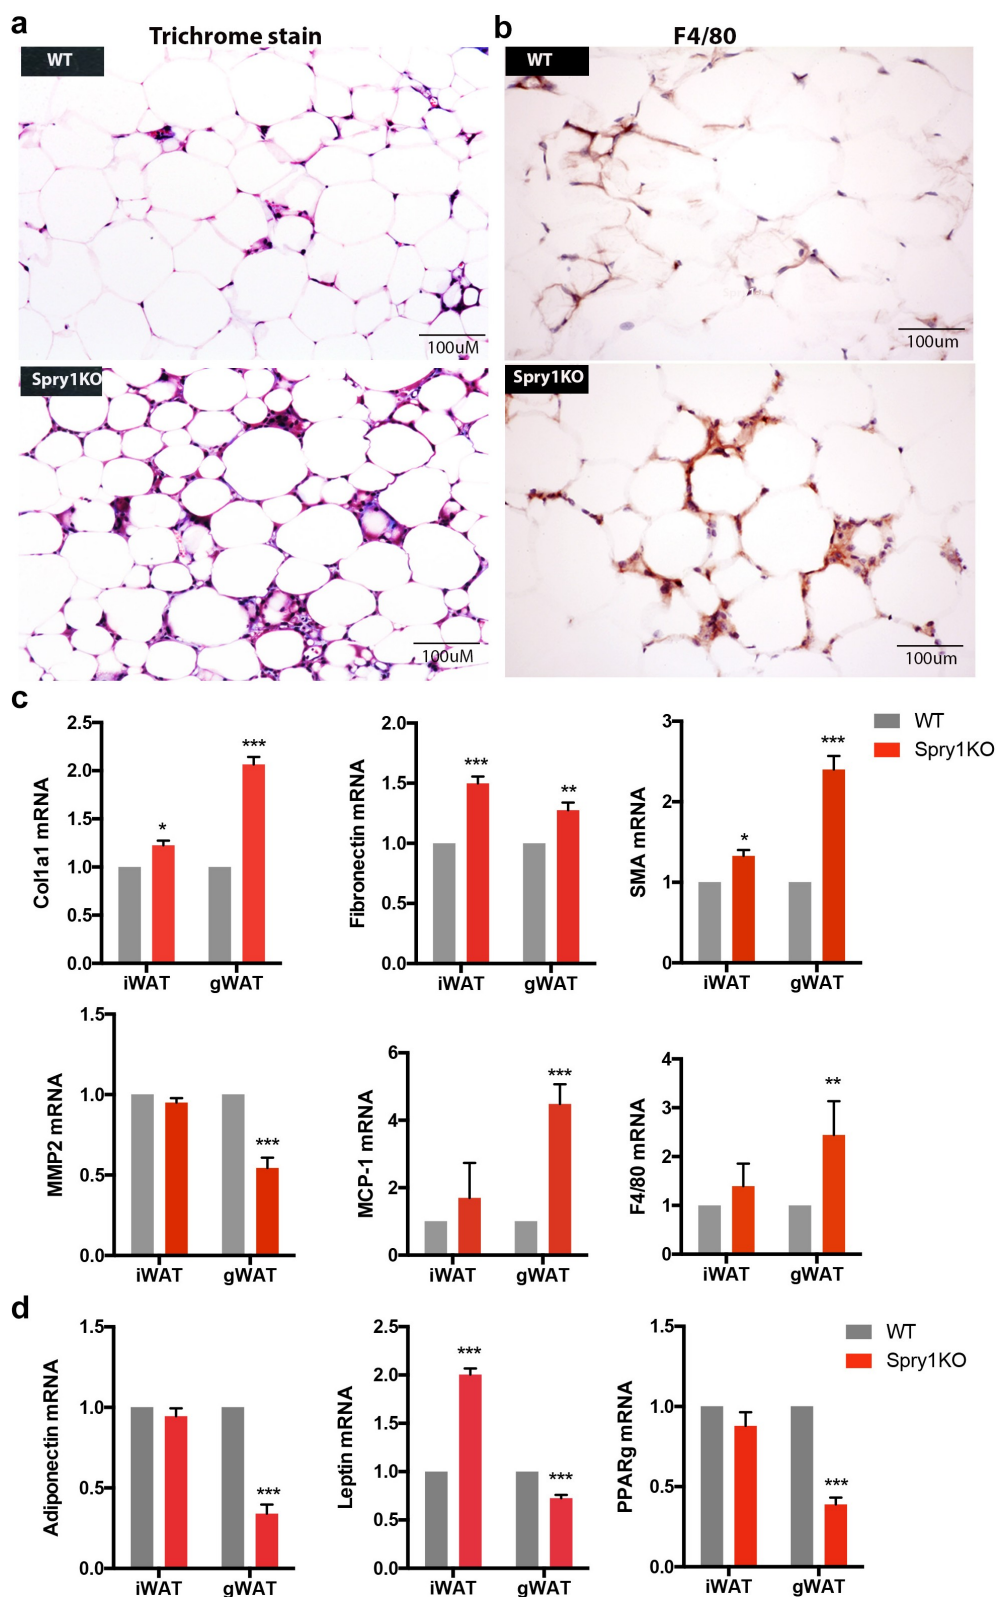 a
Trichrome stain
WT
100uM
Spry1KO
100uM
b
F4/80
WT
100um
Spry1KO
100um
c
WT
Spry1KO
Col1a1 mRNA
2.5
2.0
1.5
1.0
0.5
0.0
*
***
iWAT gWAT
Fibronectin mRNA
2.0
1.5
1.0
0.5
0.0
***
**
iWAT gWAT
SMA mRNA
3
2
1
0
*
***
iWAT gWAT
MMP2 mRNA
1.5
1.0
0.5
0.0
***
iWAT gWAT
MCP-1 mRNA
6
4
2
0
***
iWAT gWAT
F4/80 mRNA
4
3
2
1
0
**
iWAT gWAT
d
WT
Spry1KO
Adiponectin mRNA
1.5
1.0
0.5
0.0
***
iWAT gWAT
Leptin mRNA
2.5
2.0
1.5
1.0
0.5
0.0
***
***
iWAT gWAT
PPARg mRNA
1.5
1.0
0.5
0.0
***
iWAT gWAT